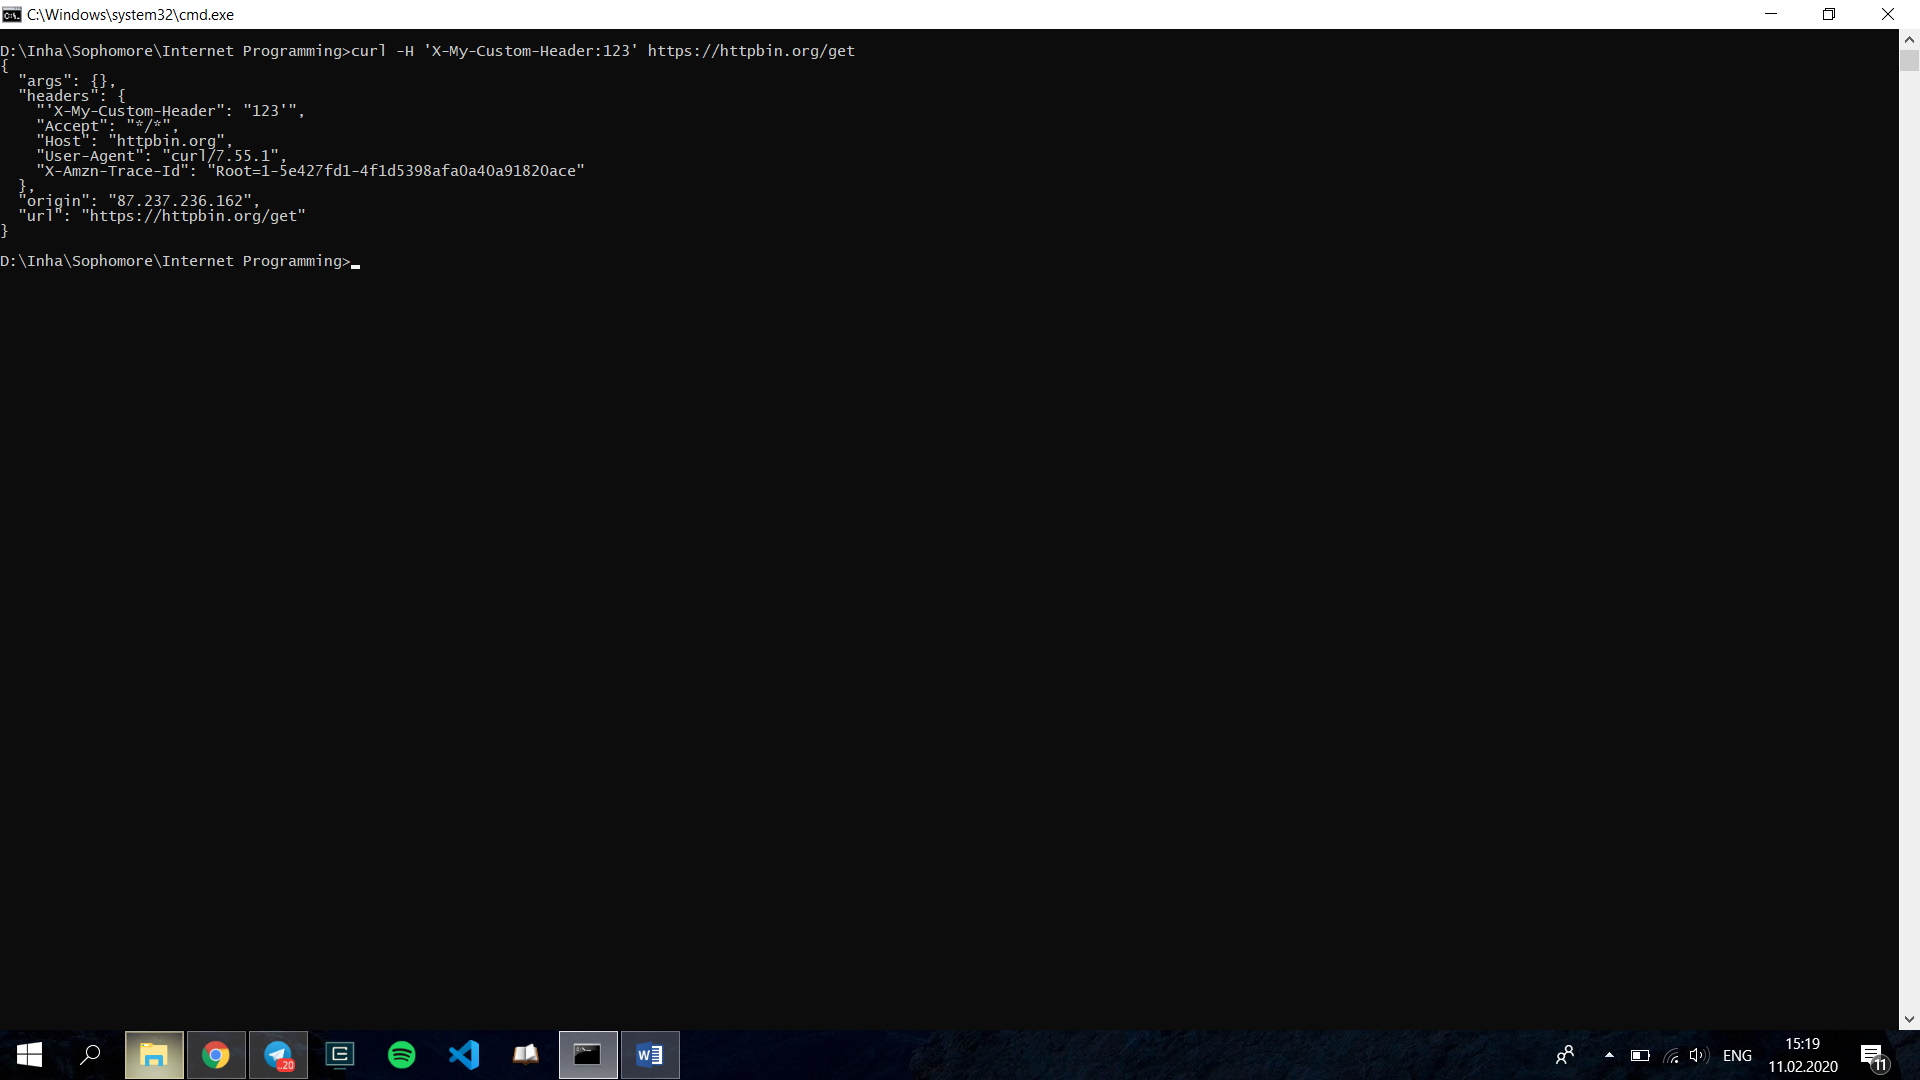 C:\Windows\system32\cmd.exe
D:\Inha\Sophomore\Internet Programming>curl -H 'X-My-Custom-Header:123' https://httpbin.org/get
{
  "args": {},
  "headers": {
    "'X-My-Custom-Header": "123'",
    "Accept": "*/*",
    "Host": "httpbin.org",
    "User-Agent": "curl/7.55.1",
    "X-Amzn-Trace-Id": "Root=1-5e427fd1-4f1d5398afa0a40a91820ace"
  },
  "origin": "87.237.236.162",
  "url": "https://httpbin.org/get"
}
D:\Inha\Sophomore\Internet Programming>
..20
ENG
15:19
11.02.2020
11